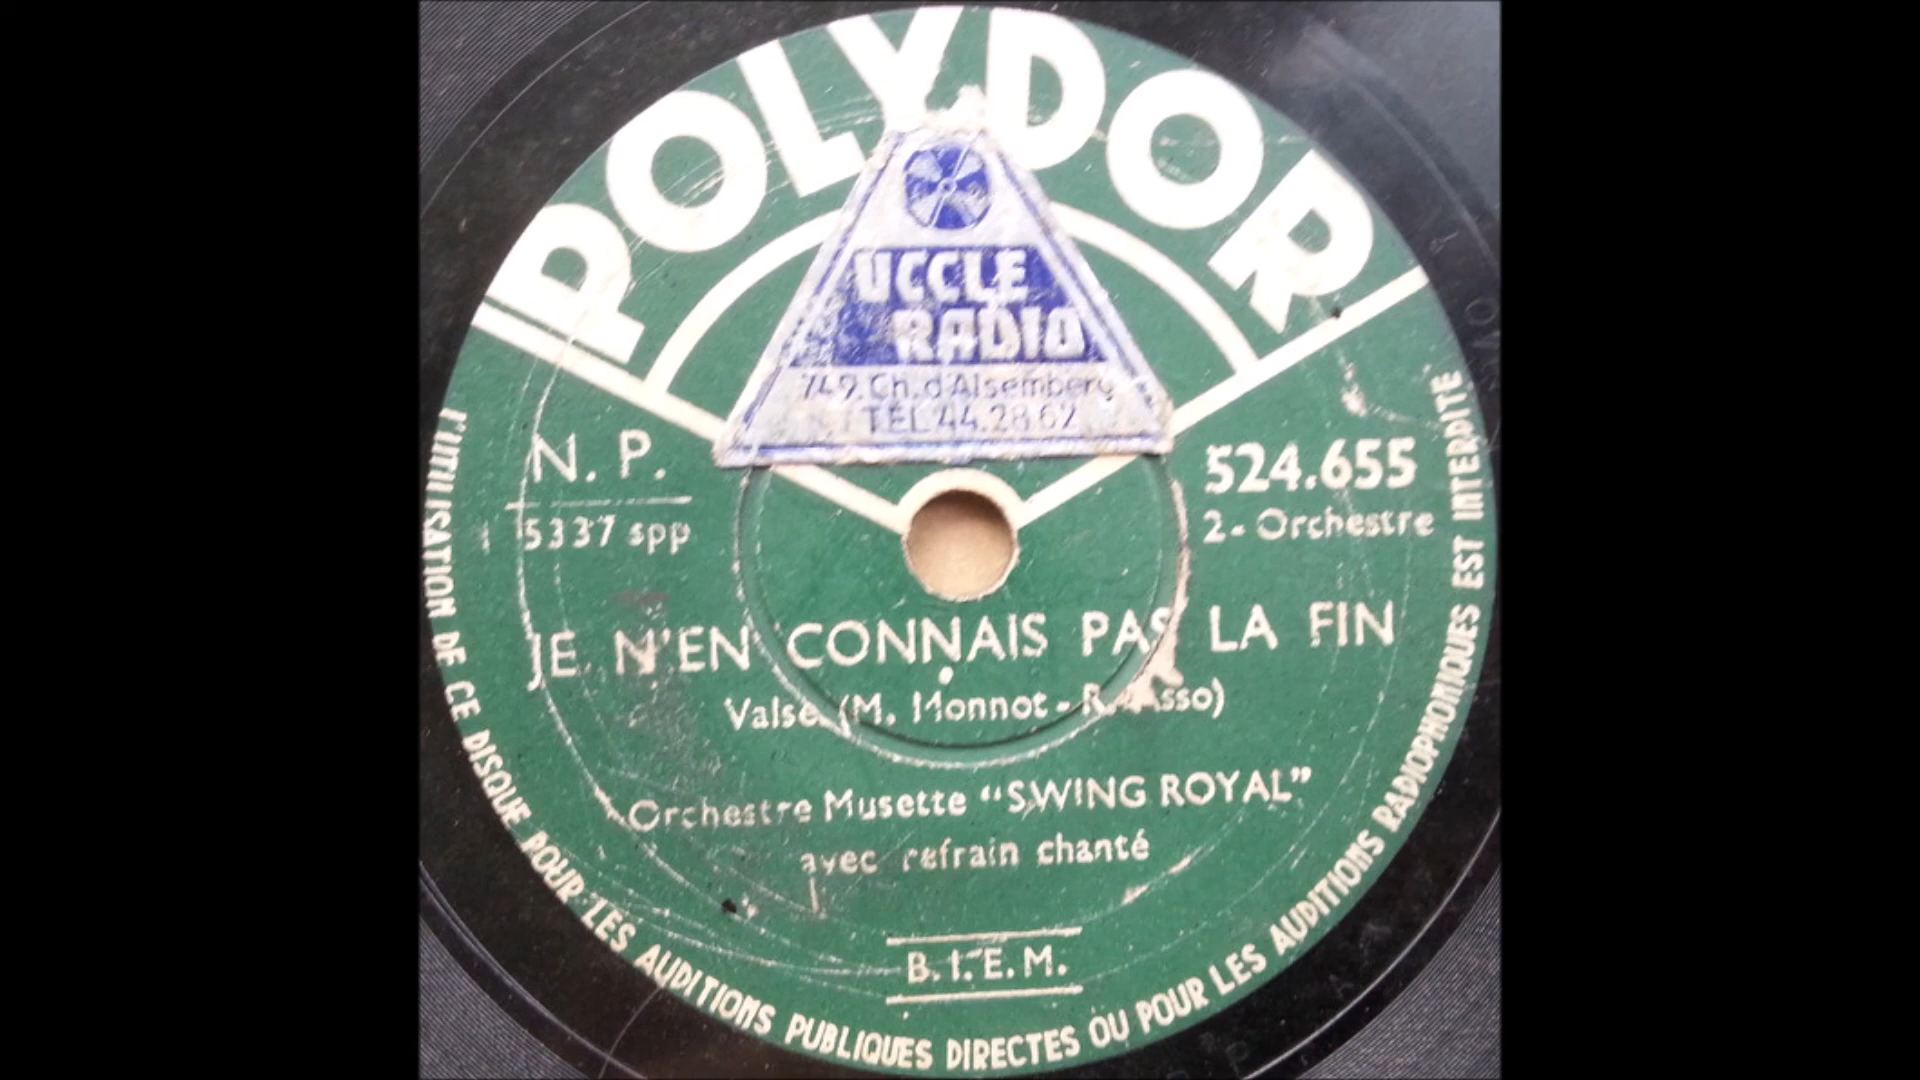 POLYDOR
UCCLE
RADIO
749.Ch.d'Alsemberg
TÉL.44.28.62
N. P.
5337 spp
524.655
2 - Orchestre
JE N'EN CONNAIS PAS LA FIN
Valse (M. Monnot - R. Asso)
Orchestre Musette “SWING ROYAL”
avec refrain chanté
B.I.E.M.
L'UTILISATION DE CE DISQUE POUR LES AUDITIONS PUBLIQUES DIRECTES OU POUR LES AUDITIONS RADIOPHONIQUES EST INTERDITE